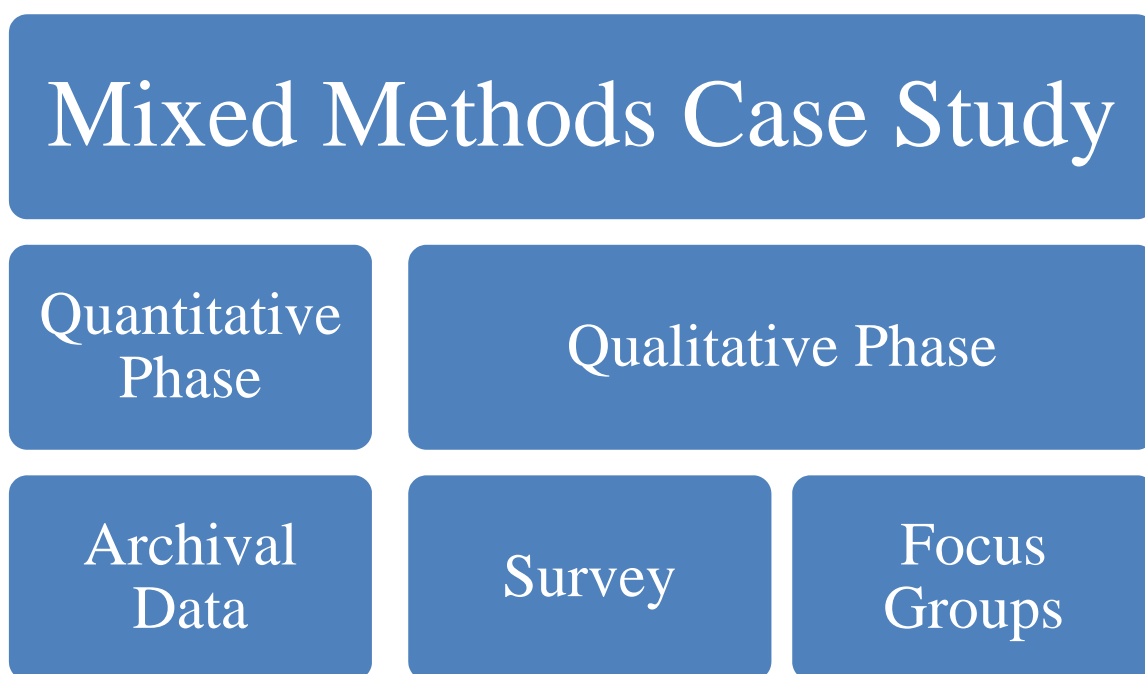 Mixed Methods Case Study
Quantitative
Phase
Qualitative Phase
Archival
Data
Survey
Focus
Groups